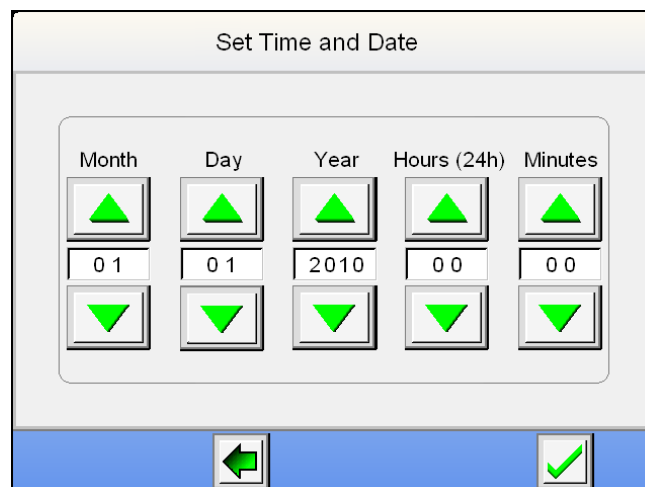 Set Time and Date
Month Day Year Hours (24h) Minutes
01 01 2010 00 00